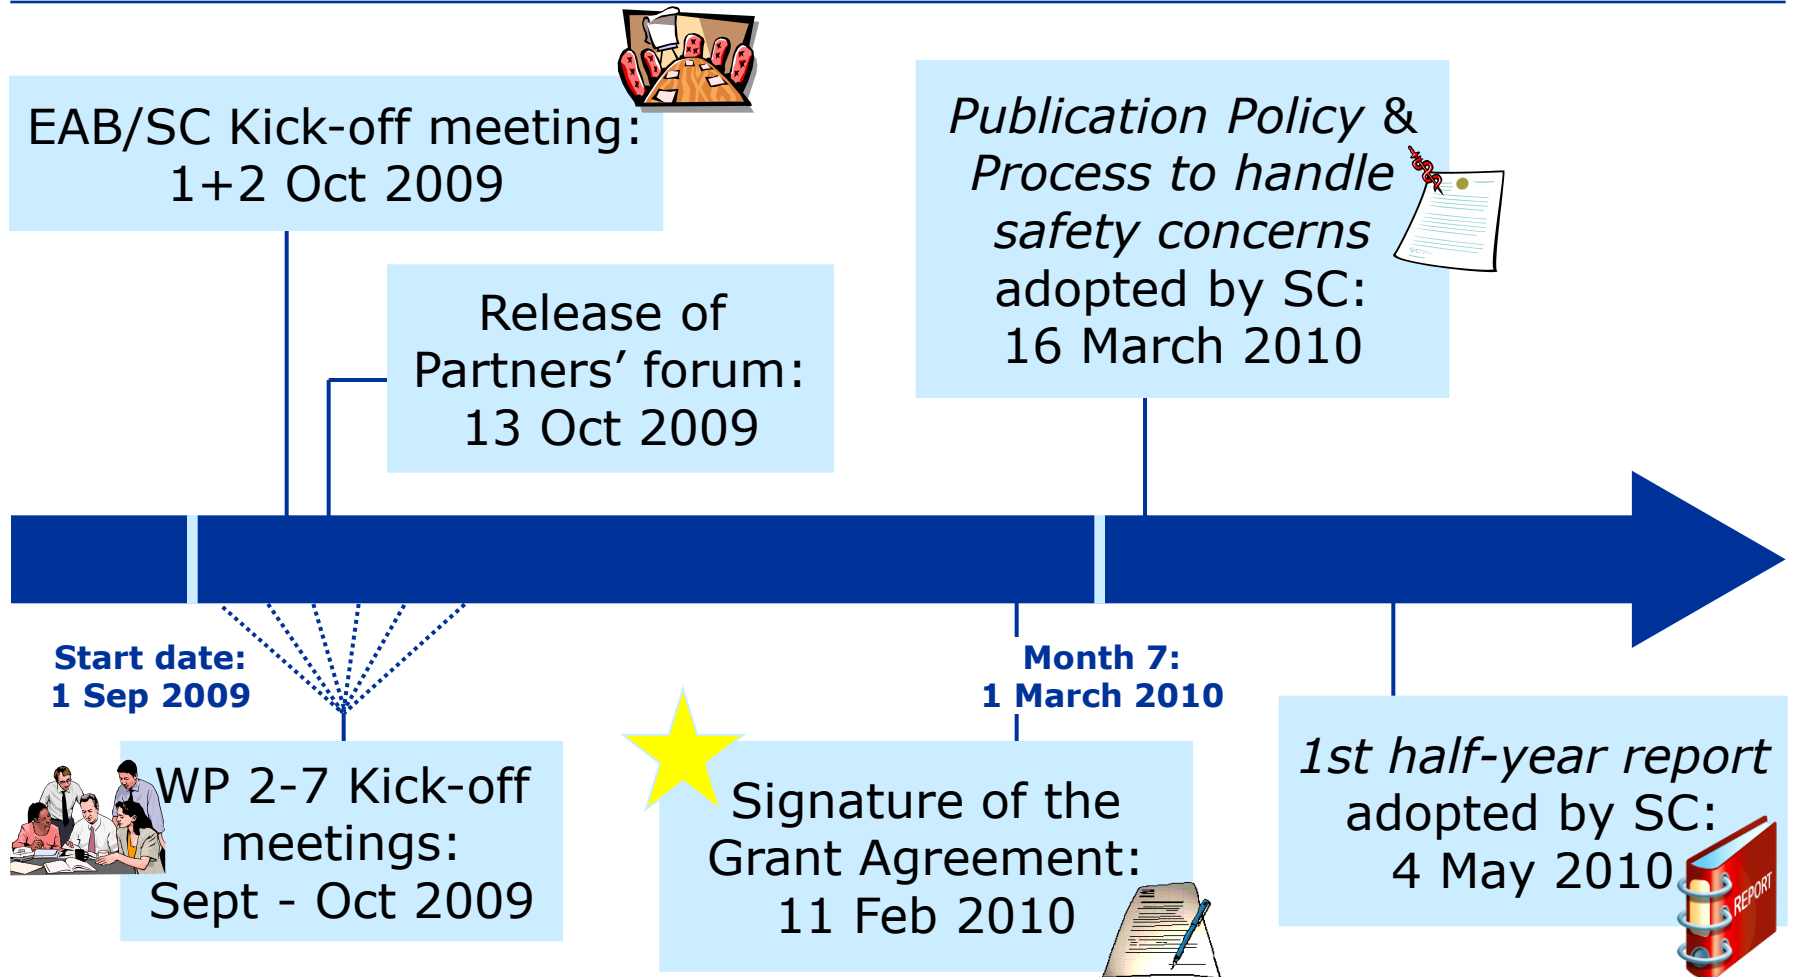 EAB/SC Kick-off meeting:
1+2 Oct 2009
Publication Policy &
Process to handle
safety concerns
adopted by SC:
16 March 2010
Release of
Partners’ forum:
13 Oct 2009
Start date:
1 Sep 2009
Month 7:
1 March 2010
WP 2-7 Kick-off
meetings:
Sept - Oct 2009
Signature of the
Grant Agreement:
11 Feb 2010
1st half-year report
adopted by SC:
4 May 2010
REPORT